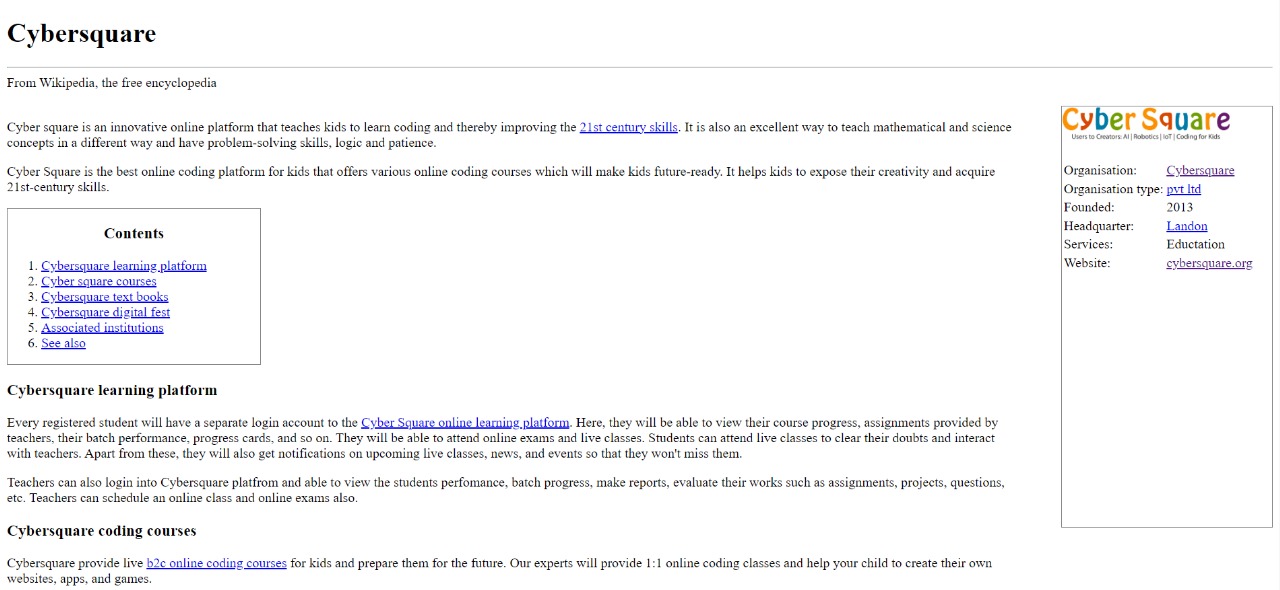 Cybersquare
From Wikipedia, the free encyclopedia
Cyber square is an innovative online platform that teaches kids to learn coding and thereby improving the 21st century skills. It is also an excellent way to teach mathematical and science
concepts in a different way and have problem-solving skills, logic and patience.
Cyber Square is the best online coding platform for kids that offers various online coding courses which will make kids future-ready. It helps kids to expose their creativity and acquire
21st-century skills.
Contents
1. Cybersquare learning platform
2. Cyber square courses
3. Cybersquare text books
4. Cybersquare digital fest
5. Associated institutions
6. See also
Cybersquare learning platform
Every registered student will have a separate login account to the Cyber Square online learning platform. Here, they will be able to view their course progress, assignments provided by
teachers, their batch performance, progress cards, and so on. They will be able to attend online exams and live classes. Students can attend live classes to clear their doubts and interact
with teachers. Apart from these, they will also get notifications on upcoming live classes, news, and events so that they won't miss them.
Teachers can also login into Cybersquare platfrom and able to view the students perfomance, batch progress, make reports, evaluate their works such as assignments, projects, questions,
etc. Teachers can schedule an online class and online exams also.
Cybersquare coding courses
Cybersquare provide live b2c online coding courses for kids and prepare them for the future. Our experts will provide 1:1 online coding classes and help your child to create their own
websites, apps, and games.
Cyber Square
Users to Creators: AI | Robotics | IoT | Coding for Kids
Organisation: Cybersquare
Organisation type: pvt ltd
Founded: 2013
Headquarter: Landon
Services: Eductation
Website: cybersquare.org